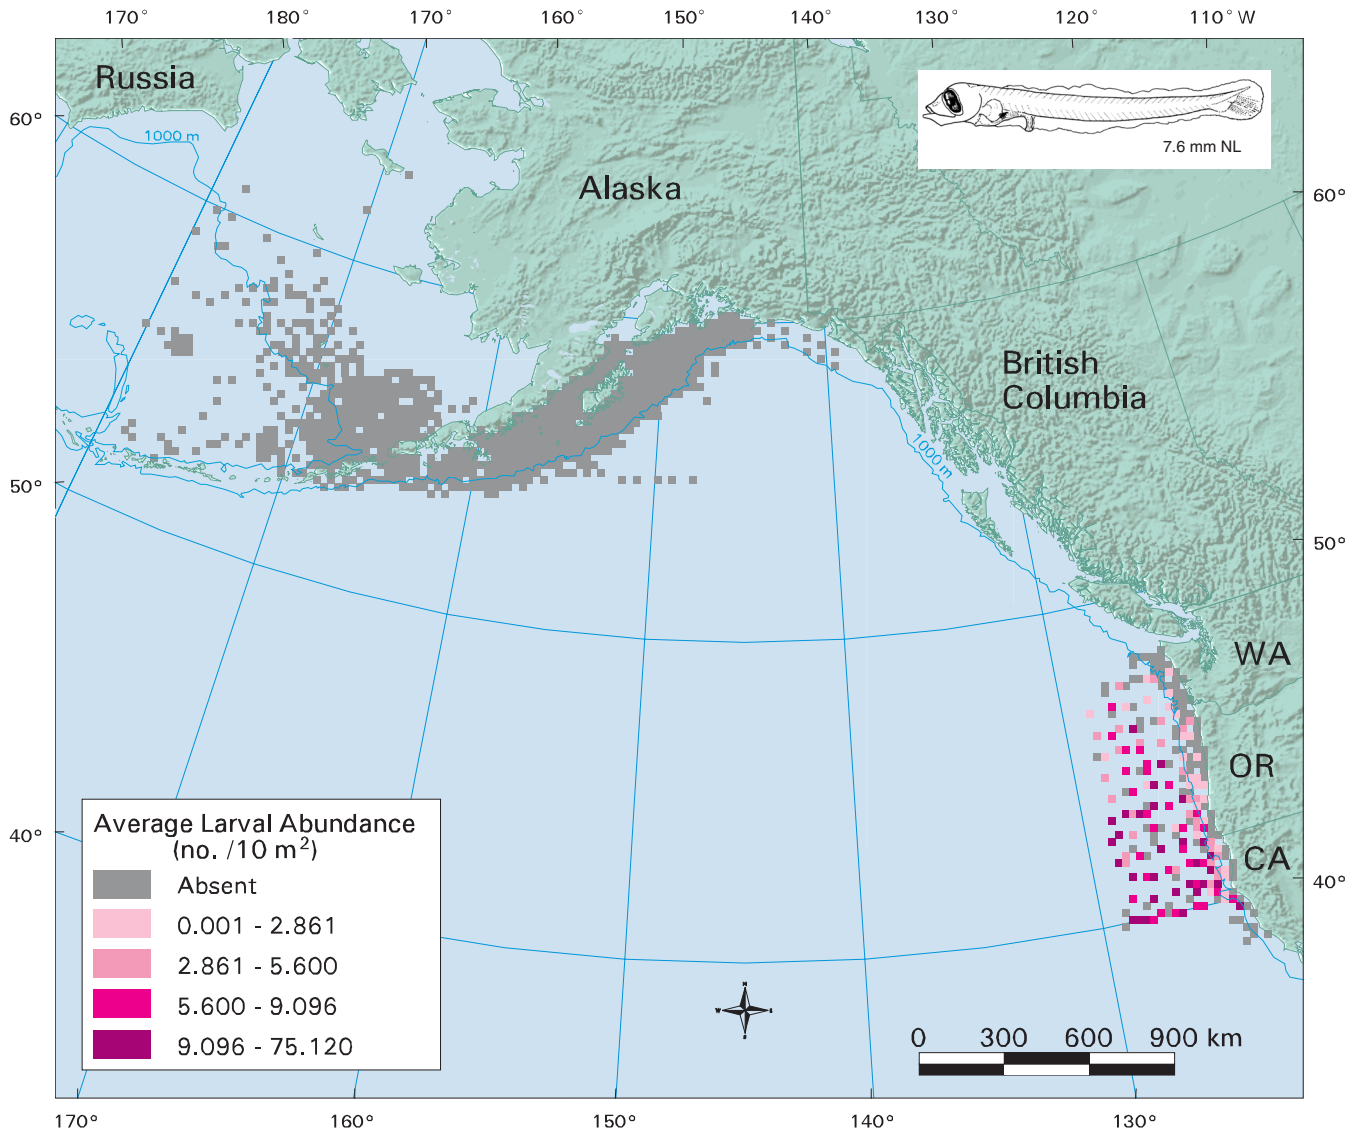 170° 180° 170° 160° 150° 140° 130° 120° 110° W
Russia
60°
1000 m
7.6 mm NL
Alaska
60°
British
Columbia
1000 m
50°
50°
WA
OR
CA
40°
40°
Average Larval Abundance
(no. /10 m²)
Absent
0.001 - 2.861
2.861 - 5.600
5.600 - 9.096
9.096 - 75.120
N
W
S
0 300 600 900 km
170° 160° 150° 140° 130°